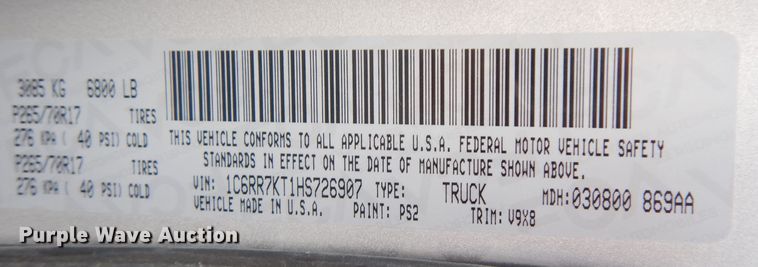 3085 KG 6800 LB
P265/70R17 TIRES
276 KPA ( 40 PSI) COLD
P265/70R17 TIRES
276 KPA ( 40 PSI) COLD
THIS VEHICLE CONFORMS TO ALL APPLICABLE U.S.A. FEDERAL MOTOR VEHICLE SAFETY
STANDARDS IN EFFECT ON THE DATE OF MANUFACTURE SHOWN ABOVE.
VIN: 1C6RR7KT1HS726907 TYPE: TRUCK MDH: 030800 869AA
VEHICLE MADE IN U.S.A. PAINT: PS2 TRIM: V9X8
Purple Wave Auction